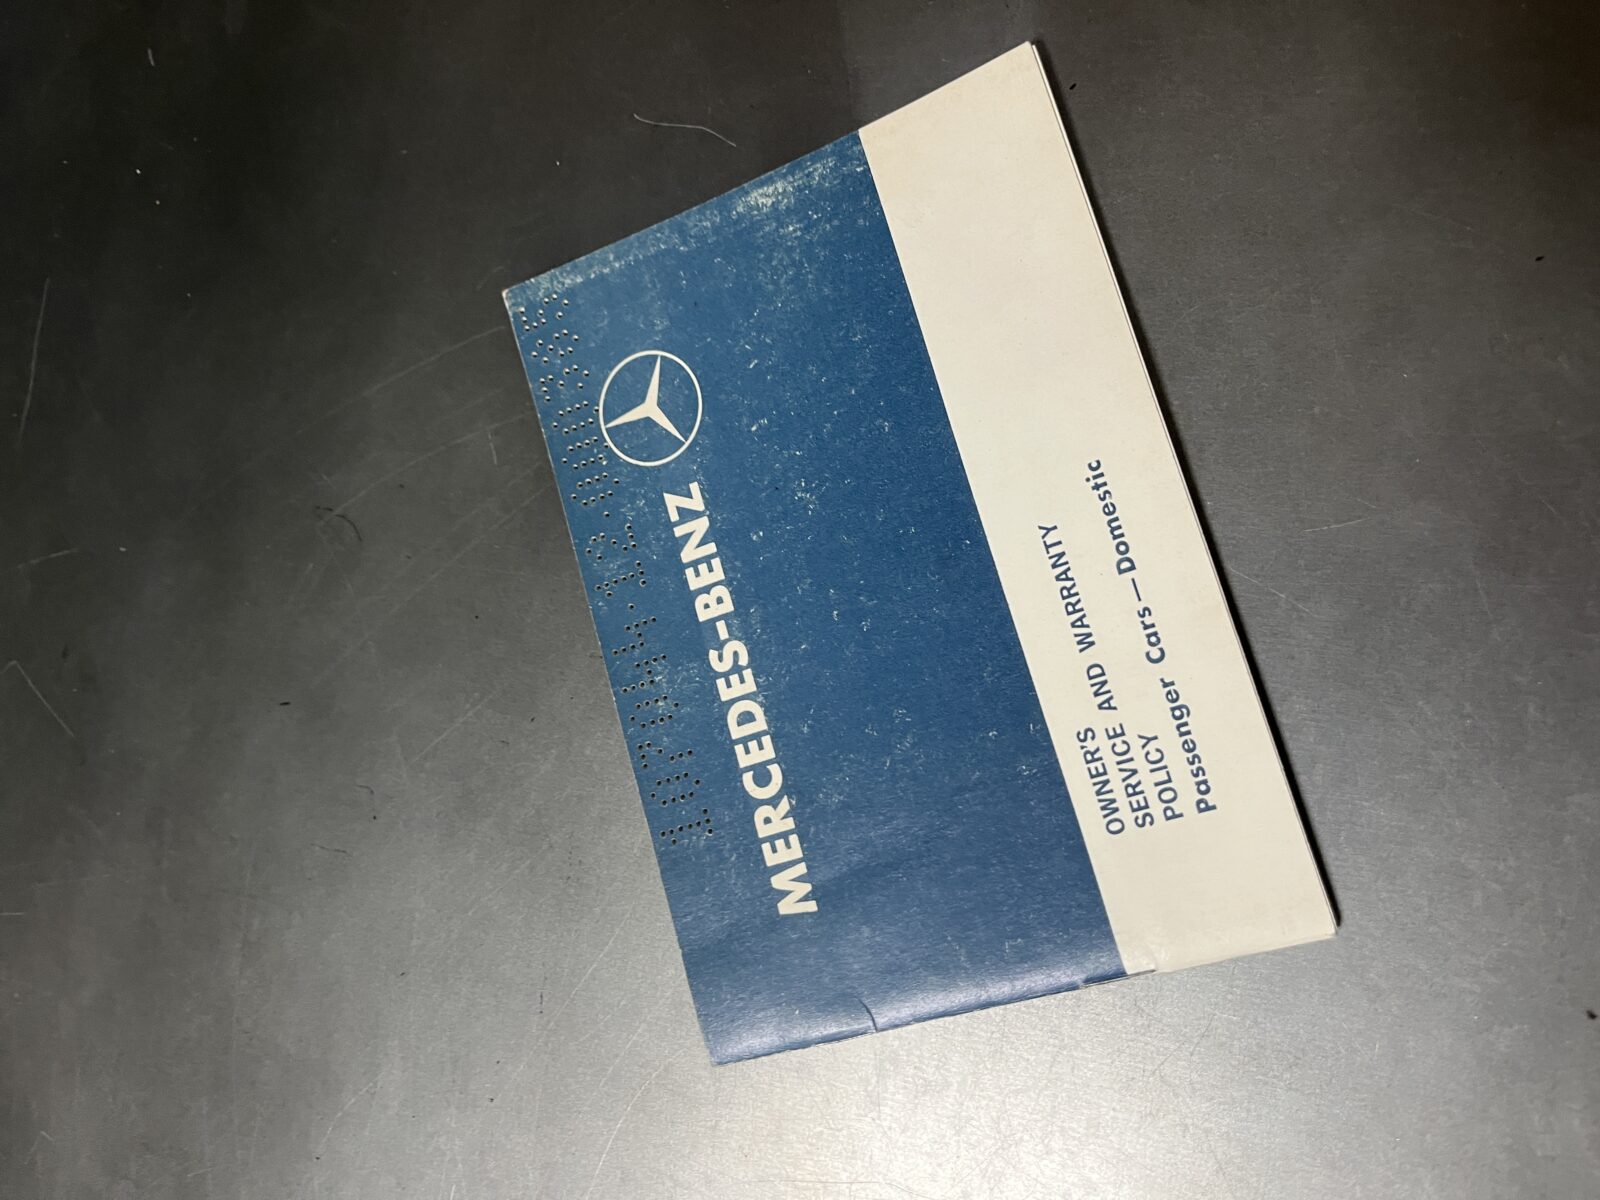 MERCEDES-BENZ
OWNER'S
SERVICE AND WARRANTY
POLICY
Passenger Cars — Domestic